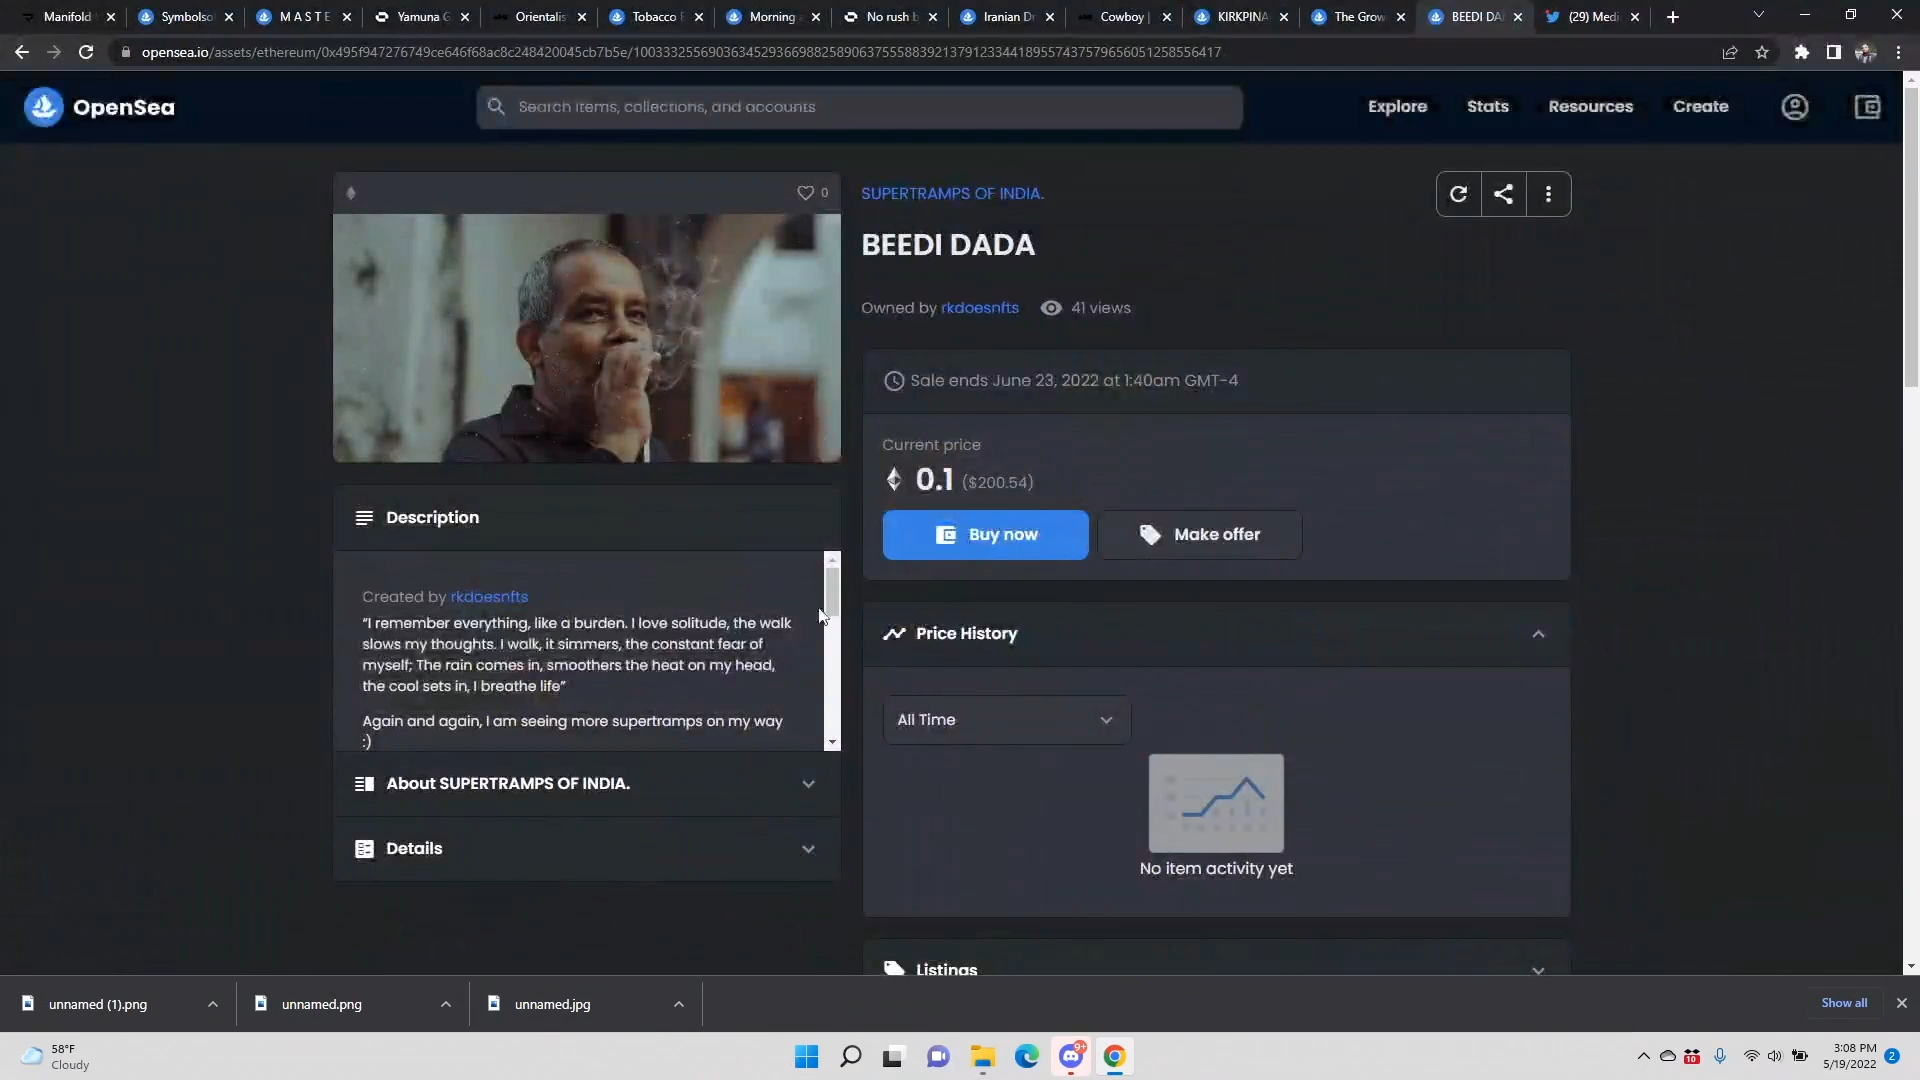 Manifold
Symbolso
M A S T E
Yamuna G
Orientalis
Tobacco
Morning
No rush b
Iranian Dr
Cowboy |
KIRKPINA
The Grow
BEEDI DA
(29) Medi
opensea.io/assets/ethereum/0x495f947276749ce646f68ac8c248420045cb7b5e/
OpenSea
Search items, collections, and accounts
Explore
Stats
Resources
Create
0
SUPERTRAMPS OF INDIA.
BEEDI DADA
Owned by rkdoesnfts
41 views
Sale ends June 23, 2022 at 1:40am GMT-4
Current price
0.1 ($200.54)
Buy now
Make offer
Description
Created by rkdoesnfts
“I remember everything, like a burden. I love solitude, the walk
slows my thoughts. I walk, it simmers, the constant fear of
myself; The rain comes in, smoothers the heat on my head,
the cool sets in, I breathe life”
Again and again, I am seeing more supertramps on my way
:)
Price History
All Time
No item activity yet
About SUPERTRAMPS OF INDIA.
Details
Listings
unnamed (1).png
unnamed.png
unnamed.jpg
Show all
58°F
Cloudy
9+
10
3:08 PM
5/19/2022
2